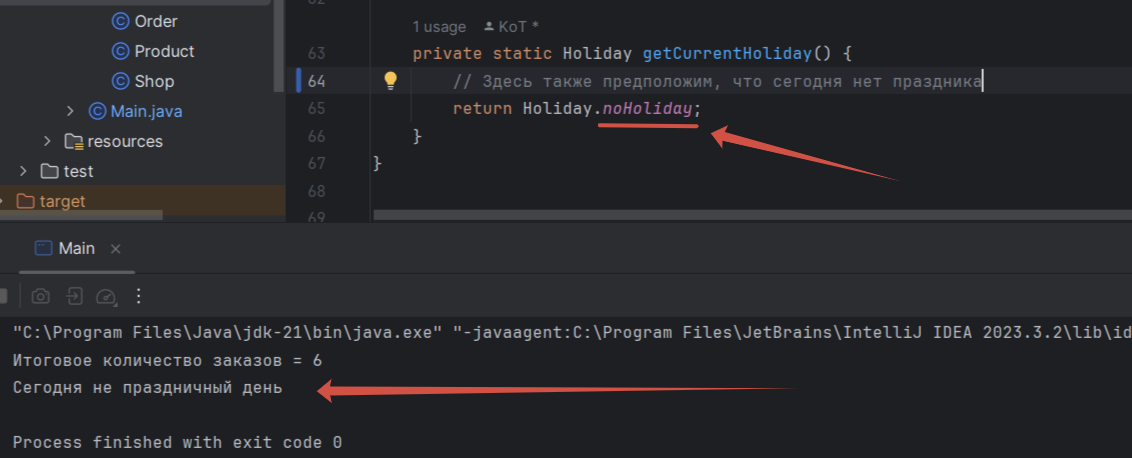 Order
Product
Shop
Main.java
resources
test
target
1 usage KoT *
63 private static Holiday getCurrentHoliday() {
64 // Здесь также предположим, что сегодня нет праздника
65 return Holiday.noHoliday;
66 }
67 }
68
69
Main
"C:\Program Files\Java\jdk-21\bin\java.exe" "-javaagent:C:\Program Files\JetBrains\IntelliJ IDEA 2023.3.2\lib\id
Итоговое количество заказов = 6
Сегодня не праздничный день
Process finished with exit code 0